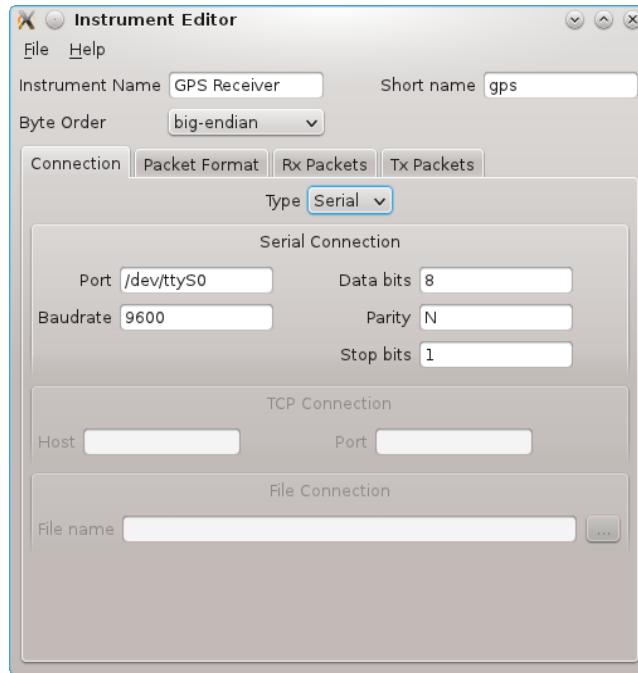 Instrument Editor
File Help
Instrument Name GPS Receiver Short name gps
Byte Order big-endian
Connection Packet Format Rx Packets Tx Packets
Type Serial
Serial Connection
Port /dev/ttyS0 Data bits 8
Baudrate 9600 Parity N
Stop bits 1
TCP Connection
Host Port
File Connection
File name ...